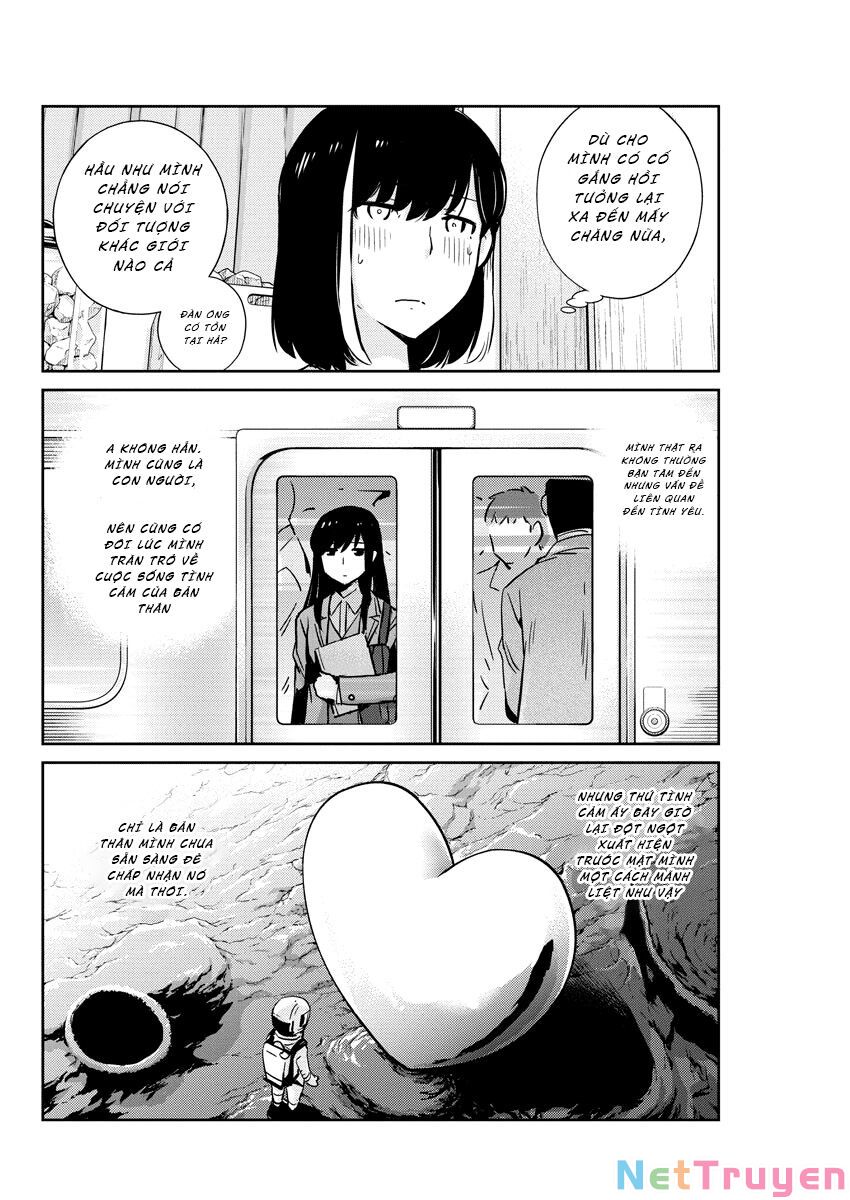 DÙ CHO
MÌNH CÓ CỐ
GẮNG HỒI
TƯỞNG LẠI
XA ĐẾN MẤY
CHĂNG NỮA,
HẦU NHƯ MÌNH
CHẲNG NÓI
CHUYỆN VỚI
ĐỐI TƯỢNG
KHÁC GIỚI
NÀO CẢ
ĐÀN ÔNG
CÓ TỒN
TẠI HẢ?
MÌNH THẬT RA
KHÔNG THƯỜNG
BẬN TÂM ĐẾN
NHƯNG VẤN ĐỀ
LIÊN QUAN
ĐẾN TÌNH YÊU.
A KHÔNG HẲN.
MÌNH CŨNG LÀ
CON NGƯỜI,
NÊN CŨNG CÓ
ĐÔI LÚC MÌNH
TRĂN TRỞ VỀ
CUỘC SỐNG TÌNH
CẢM CỦA BẢN
THÂN
NHƯNG THỨ TÌNH
CẢM ẤY BÂY GIỜ
LẠI ĐỘT NGỘT
XUẤT HIỆN
TRƯỚC MẶT MÌNH
MỘT CÁCH MÃNH
LIỆT NHƯ VẬY
CHỈ LÀ BẢN
THÂN MÌNH CHƯA
SẴN SÀNG ĐỂ
CHẤP NHẬN NÓ
MÀ THÔI.
NetTruyen